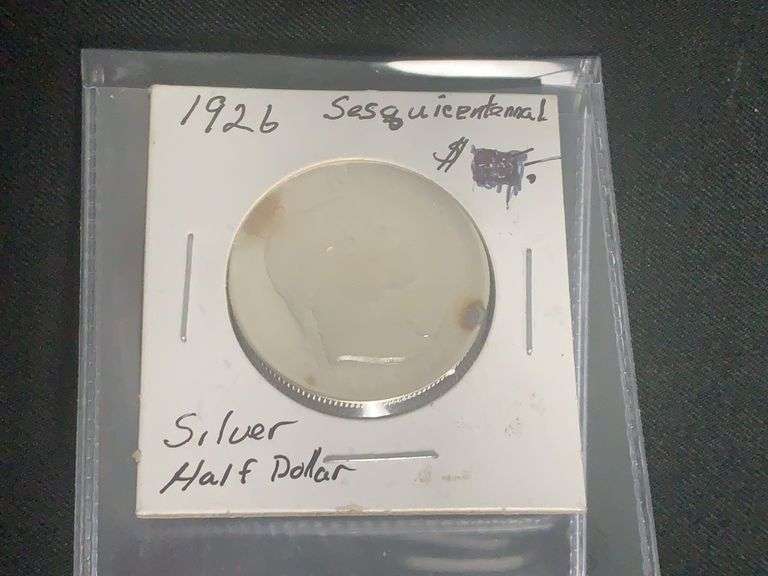 1926 Sesquicentennal
$
Silver
Half Dollar